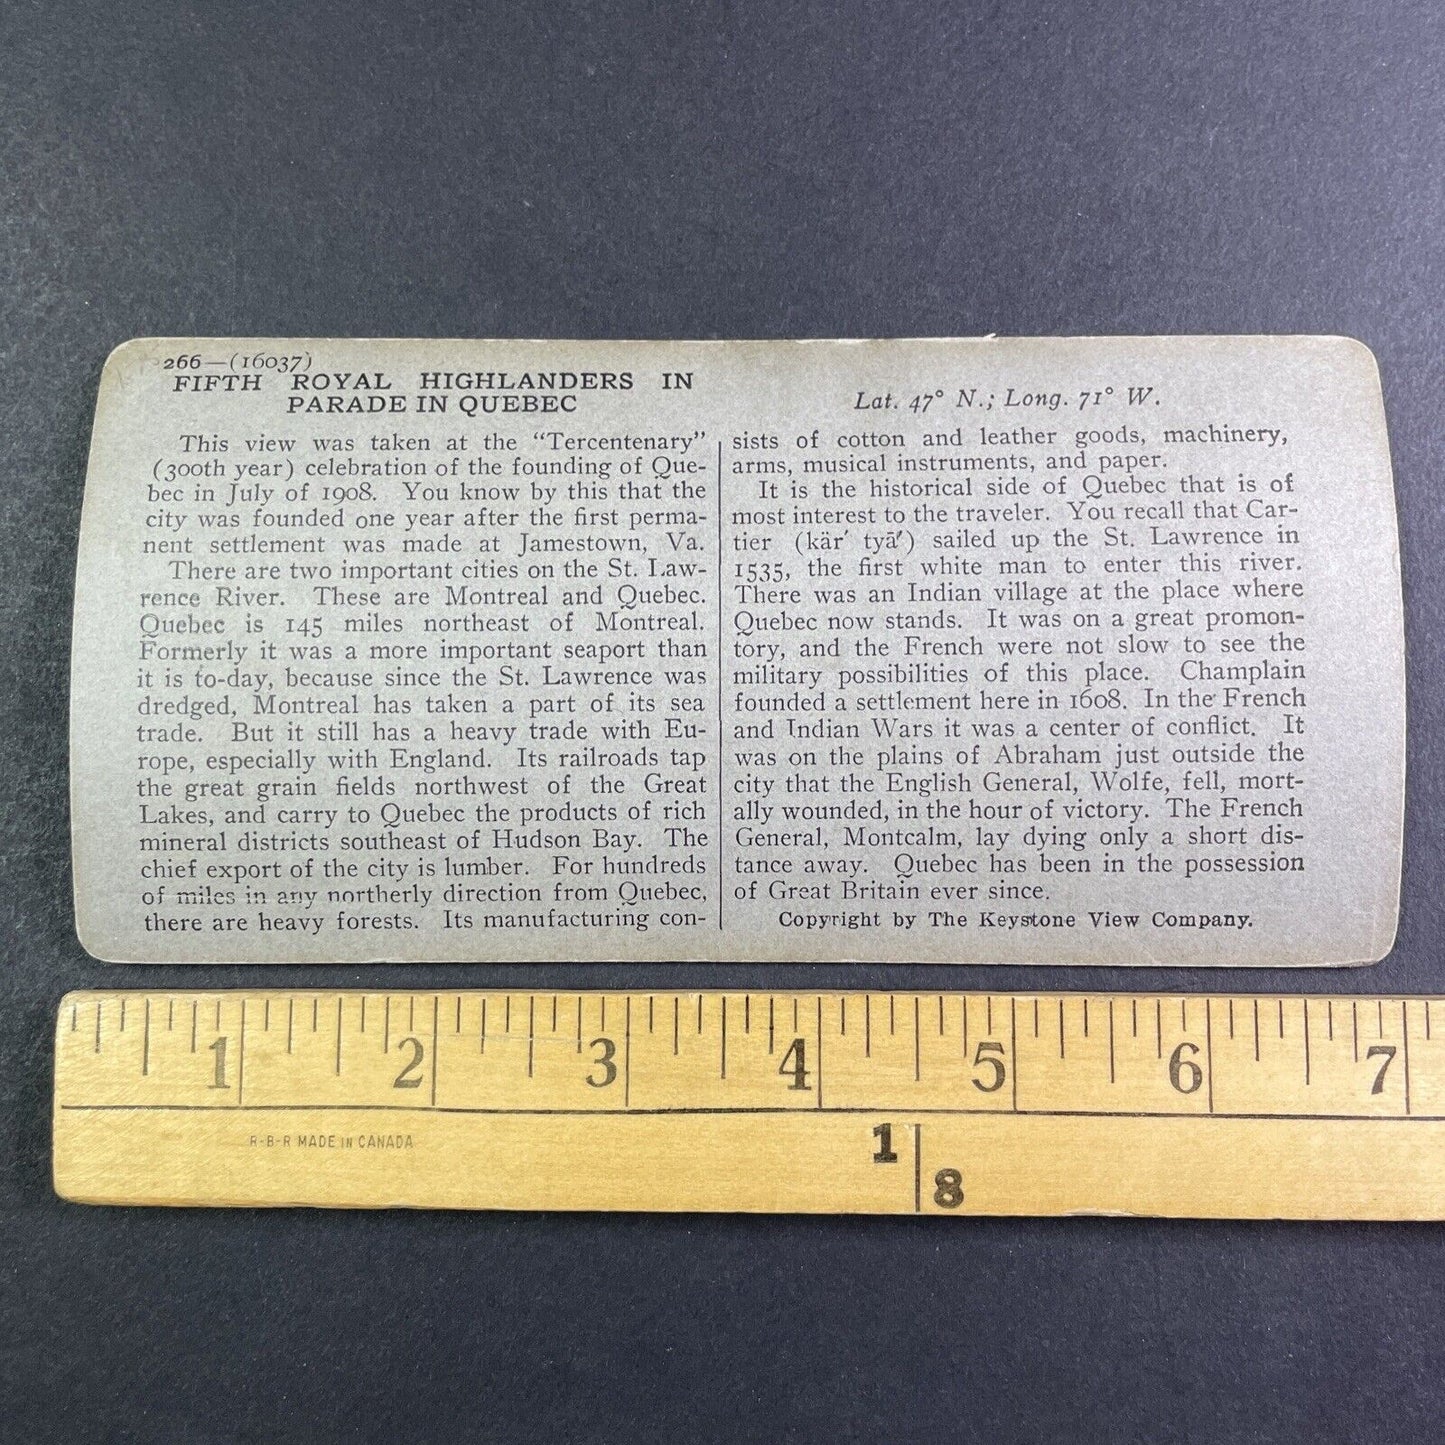 266—(16037)
FIFTH ROYAL HIGHLANDERS IN
PARADE IN QUEBEC
Lat. 47° N.; Long. 71° W.
This view was taken at the "Tercentenary"
(300th year) celebration of the founding of Que-
bec in July of 1908. You know by this that the
city was founded one year after the first perma-
nent settlement was made at Jamestown, Va.
There are two important cities on the St. Law-
rence River. These are Montreal and Quebec.
Quebec is 145 miles northeast of Montreal.
Formerly it was a more important seaport than
it is to-day, because since the St. Lawrence was
dredged, Montreal has taken a part of its sea
trade. But it still has a heavy trade with Eu-
rope, especially with England. Its railroads tap
the great grain fields northwest of the Great
Lakes, and carry to Quebec the products of rich
mineral districts southeast of Hudson Bay. The
chief export of the city is lumber. For hundreds
of miles in any northerly direction from Quebec,
there are heavy forests. Its manufacturing con-
sists of cotton and leather goods, machinery,
arms, musical instruments, and paper.
It is the historical side of Quebec that is of
most interest to the traveler. You recall that Car-
tier (kär′ tyā′) sailed up the St. Lawrence in
1535, the first white man to enter this river.
There was an Indian village at the place where
Quebec now stands. It was on a great promon-
tory, and the French were not slow to see the
military possibilities of this place. Champlain
founded a settlement here in 1608. In the French
and Indian Wars it was a center of conflict. It
was on the plains of Abraham just outside the
city that the English General, Wolfe, fell, mort-
ally wounded, in the hour of victory. The French
General, Montcalm, lay dying only a short dis-
tance away. Quebec has been in the possession
of Great Britain ever since.
Copyright by The Keystone View Company.
1 2 3 4 5 6 7
R-B-R MADE IN CANADA
1
8